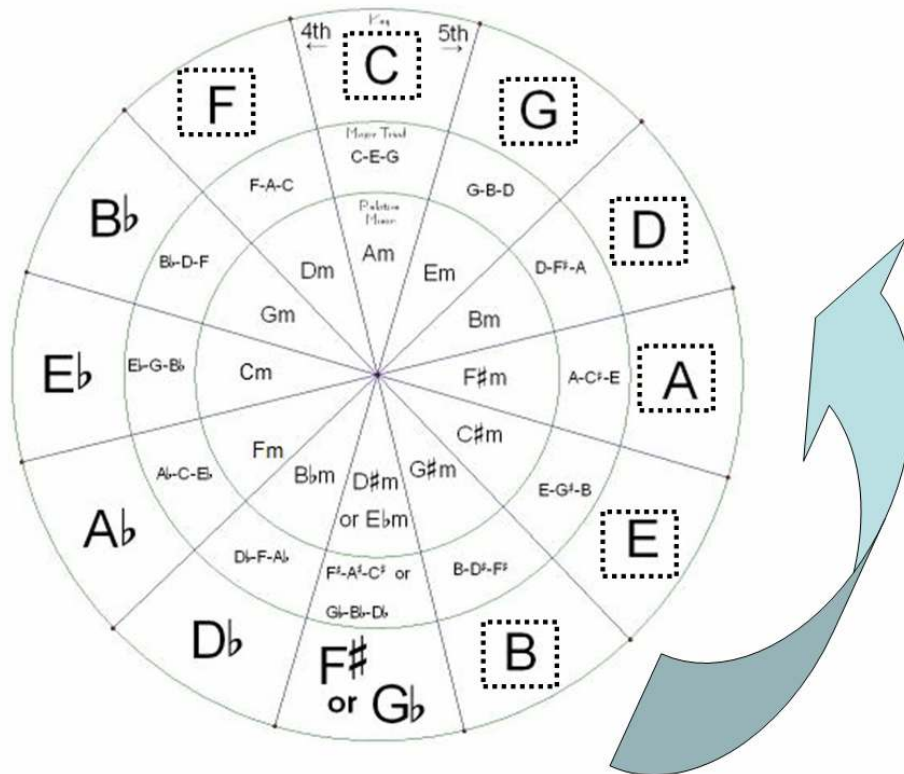 Key
4th
5th
←
→
C
G
D
A
E
B
F♯
or G♭
D♭
A♭
E♭
B♭
F
Major Triad
C-E-G
G-B-D
D-F♯-A
A-C♯-E
E-G♯-B
B-D♯-F♯
F♯-A♯-C♯ or
G♭-B♭-D♭
D♭-F-A♭
A♭-C-E♭
E♭-G-B♭
B♭-D-F
F-A-C
Relative
Minor
Am
Em
Bm
F♯m
C♯m
G♯m
D♯m
or E♭m
B♭m
Fm
Cm
Gm
Dm